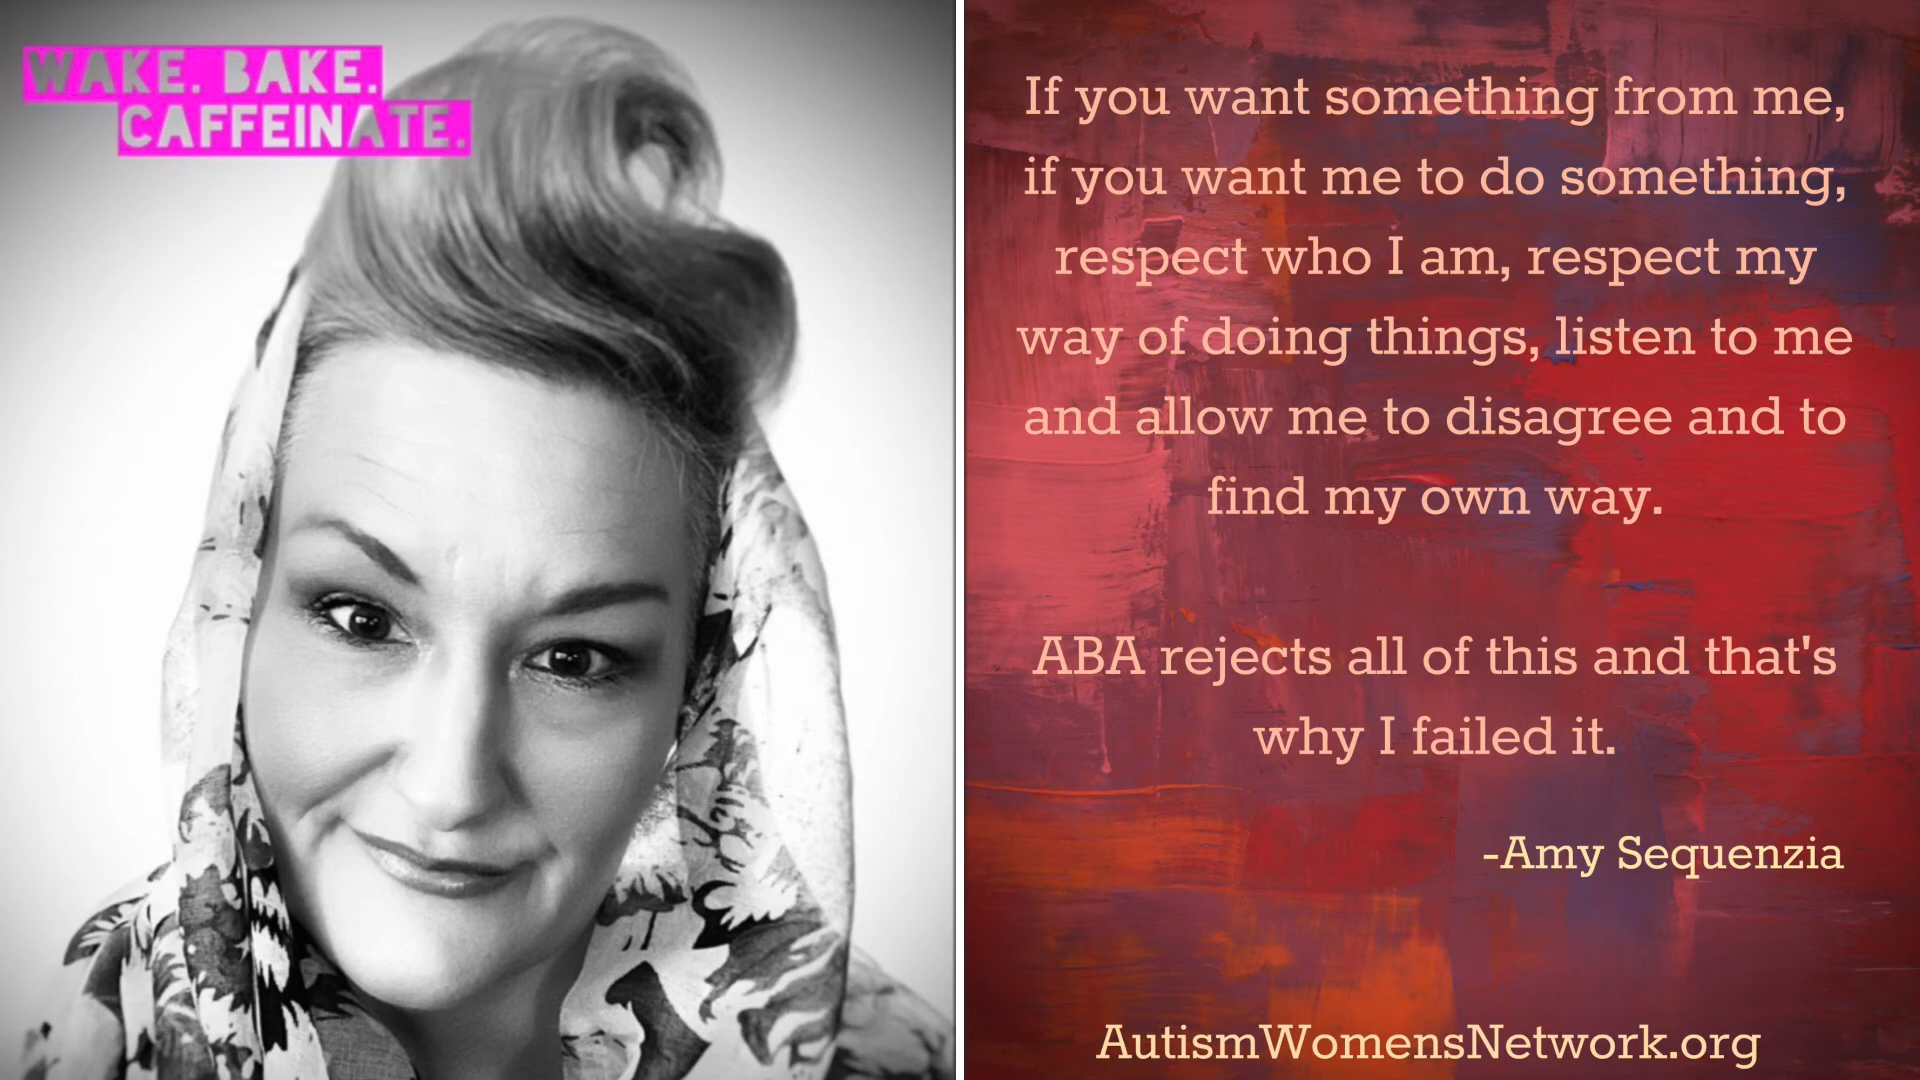 WAKE. BAKE.
CAFFEINATE.
If you want something from me,
if you want me to do something,
respect who I am, respect my
way of doing things, listen to me
and allow me to disagree and to
find my own way.
ABA rejects all of this and that's
why I failed it.
-Amy Sequenzia
AutismWomensNetwork.org